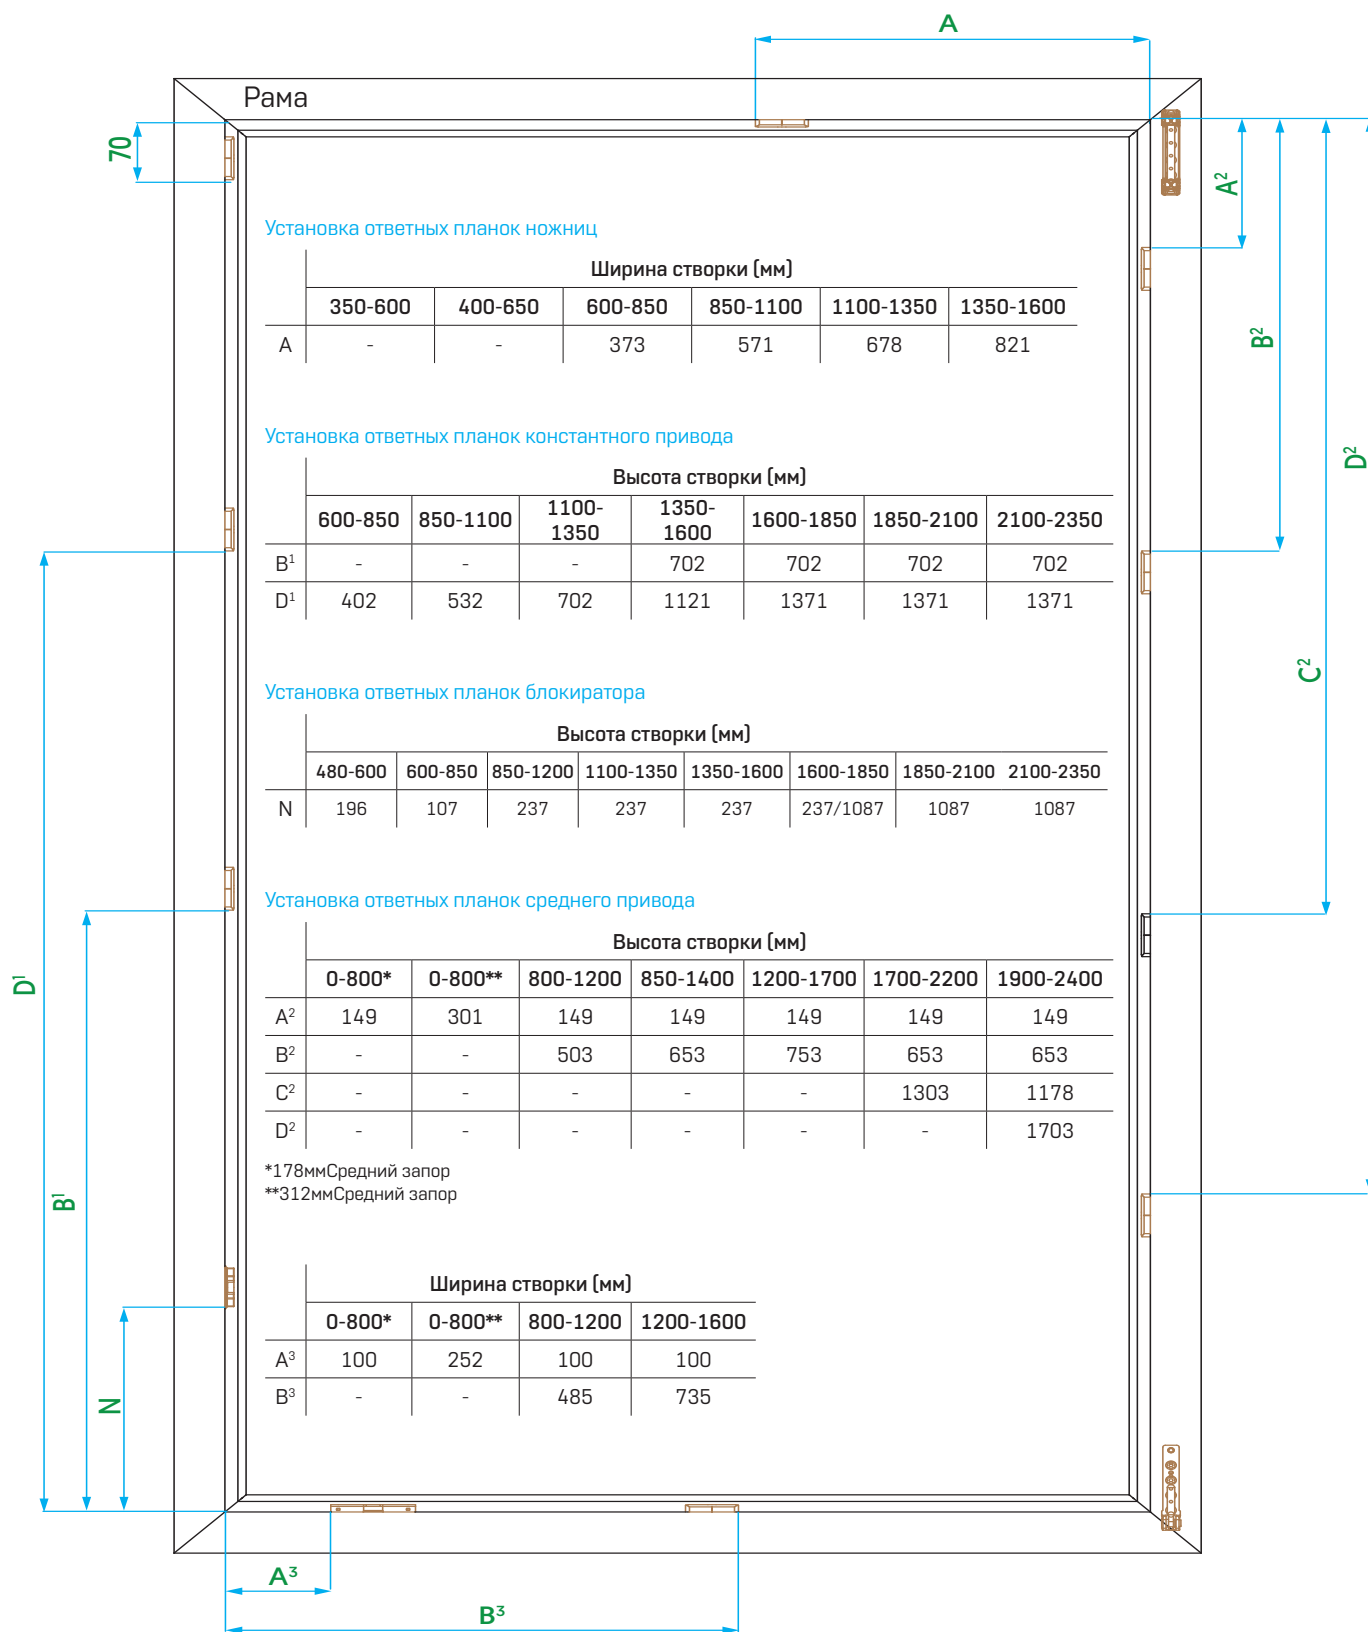 A
Рама
70
A²
B²
C²
D²
Установка ответных планок ножниц
Ширина створки (мм)
350-600 400-650 600-850 850-1100 1100-1350 1350-1600
A - - 373 571 678 821
Установка ответных планок константного привода
Высота створки (мм)
600-850 850-1100 1100-1350 1350-1600 1600-1850 1850-2100 2100-2350
B¹ - - - 702 702 702 702
D¹ 402 532 702 1121 1371 1371 1371
Установка ответных планок блокиратора
Высота створки (мм)
480-600 600-850 850-1200 1100-1350 1350-1600 1600-1850 1850-2100 2100-2350
N 196 107 237 237 237 237/1087 1087 1087
Установка ответных планок среднего привода
Высота створки (мм)
0-800* 0-800** 800-1200 850-1400 1200-1700 1700-2200 1900-2400
A² 149 301 149 149 149 149 149
B² - - 503 653 753 653 653
C² - - - - - 1303 1178
D² - - - - - - 1703
*178ммСредний запор
**312ммСредний запор
Ширина створки (мм)
0-800* 0-800** 800-1200 1200-1600
A³ 100 252 100 100
B³ - - 485 735
D¹
B¹
N
A³
B³